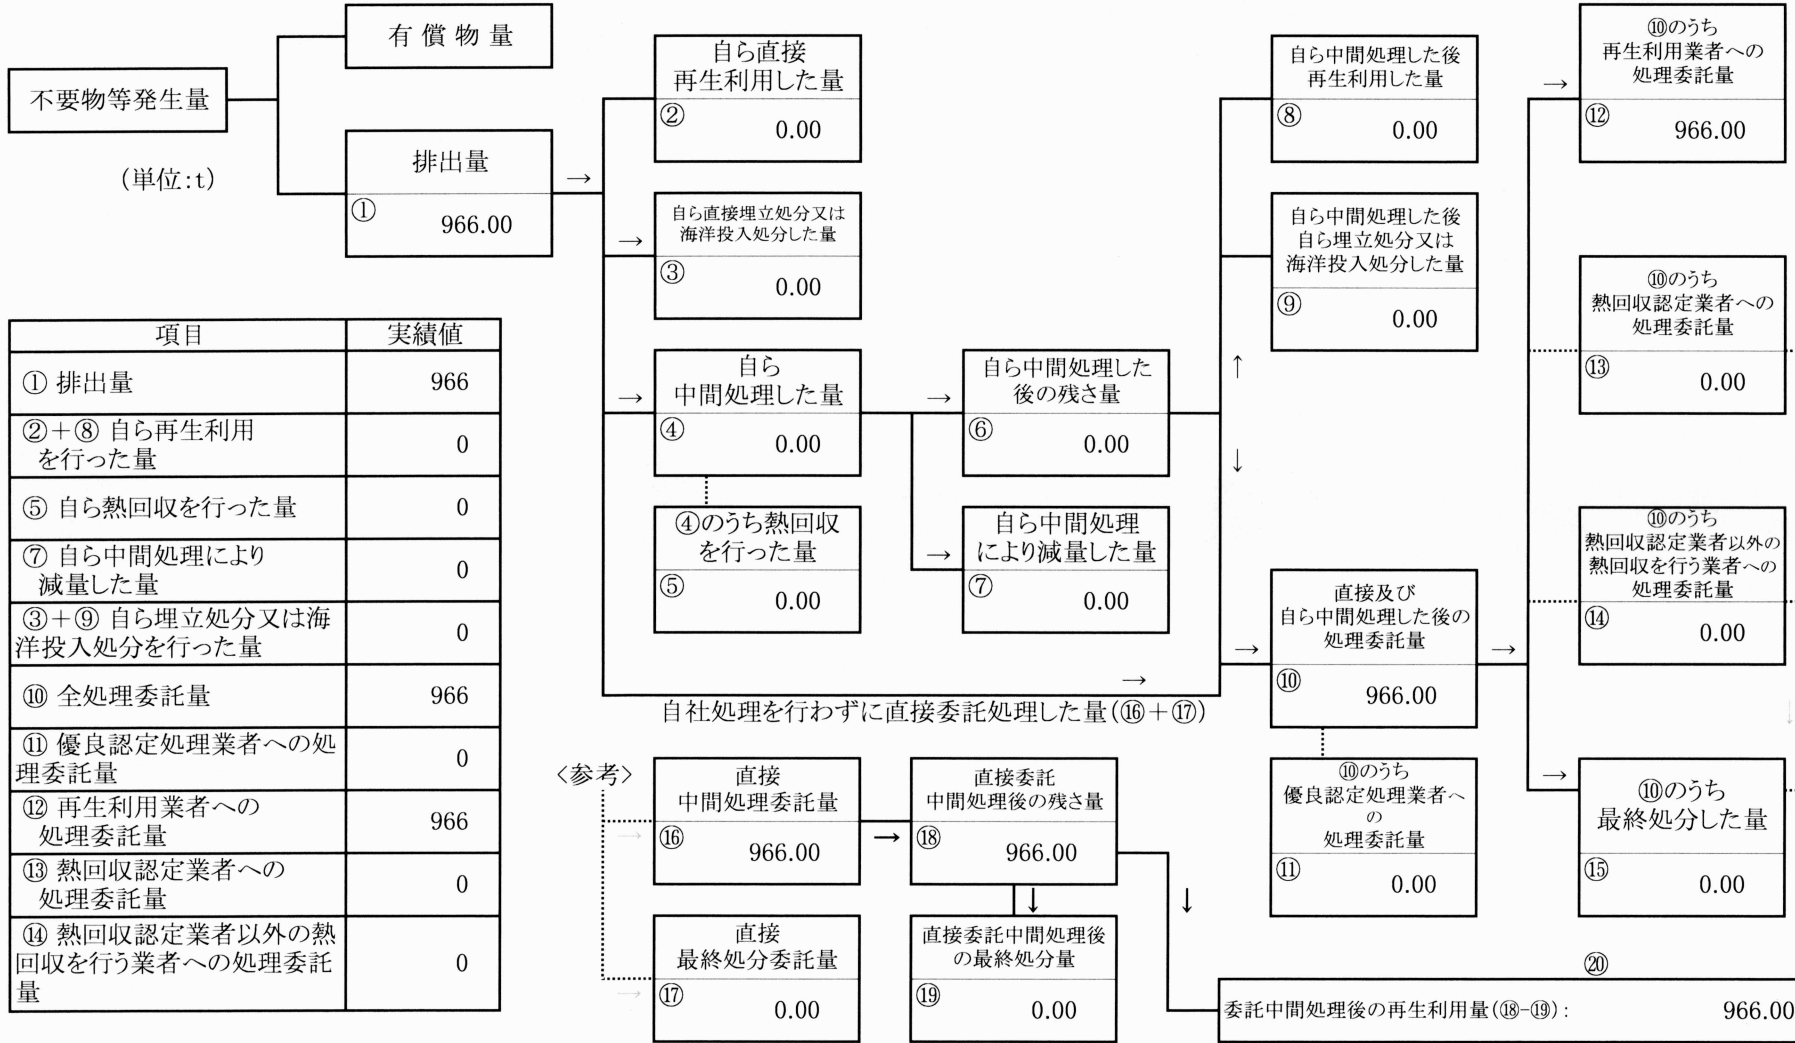 不要物等発生量
(単位:t)
有償物量
排出量
① 966.00
自ら直接
再生利用した量
② 0.00
自ら直接埋立処分又は
海洋投入処分した量
③ 0.00
自ら
中間処理した量
④ 0.00
④のうち熱回収
を行った量
⑤ 0.00
自ら中間処理した
後の残さ量
⑥ 0.00
自ら中間処理
により減量した量
⑦ 0.00
自ら中間処理した後
再生利用した量
⑧ 0.00
自ら中間処理した後
自ら埋立処分又は
海洋投入処分した量
⑨ 0.00
直接及び
自ら中間処理した後の
処理委託量
⑩ 966.00
⑩のうち
優良認定処理業者へ
の
処理委託量
⑪ 0.00
⑩のうち
再生利用業者への
処理委託量
⑫ 966.00
⑩のうち
熱回収認定業者への
処理委託量
⑬ 0.00
⑩のうち
熱回収認定業者以外の
熱回収を行う業者への
処理委託量
⑭ 0.00
⑩のうち
最終処分した量
⑮ 0.00
自社処理を行わずに直接委託処理した量(⑯+⑰)
<参考>
直接
中間処理委託量
⑯ 966.00
直接
最終処分委託量
⑰ 0.00
直接委託
中間処理後の残さ量
⑱ 966.00
直接委託中間処理後
の最終処分量
⑲ 0.00
⑳
委託中間処理後の再生利用量(⑱-⑲): 966.00
項目 実績値
① 排出量 966
②+⑧ 自ら再生利用
を行った量 0
⑤ 自ら熱回収を行った量 0
⑦ 自ら中間処理により
減量した量 0
③+⑨ 自ら埋立処分又は海
洋投入処分を行った量 0
⑩ 全処理委託量 966
⑪ 優良認定処理業者への処
理委託量 0
⑫ 再生利用業者への
処理委託量 966
⑬ 熱回収認定業者への
処理委託量 0
⑭ 熱回収認定業者以外の熱
回収を行う業者への処理委託
量 0